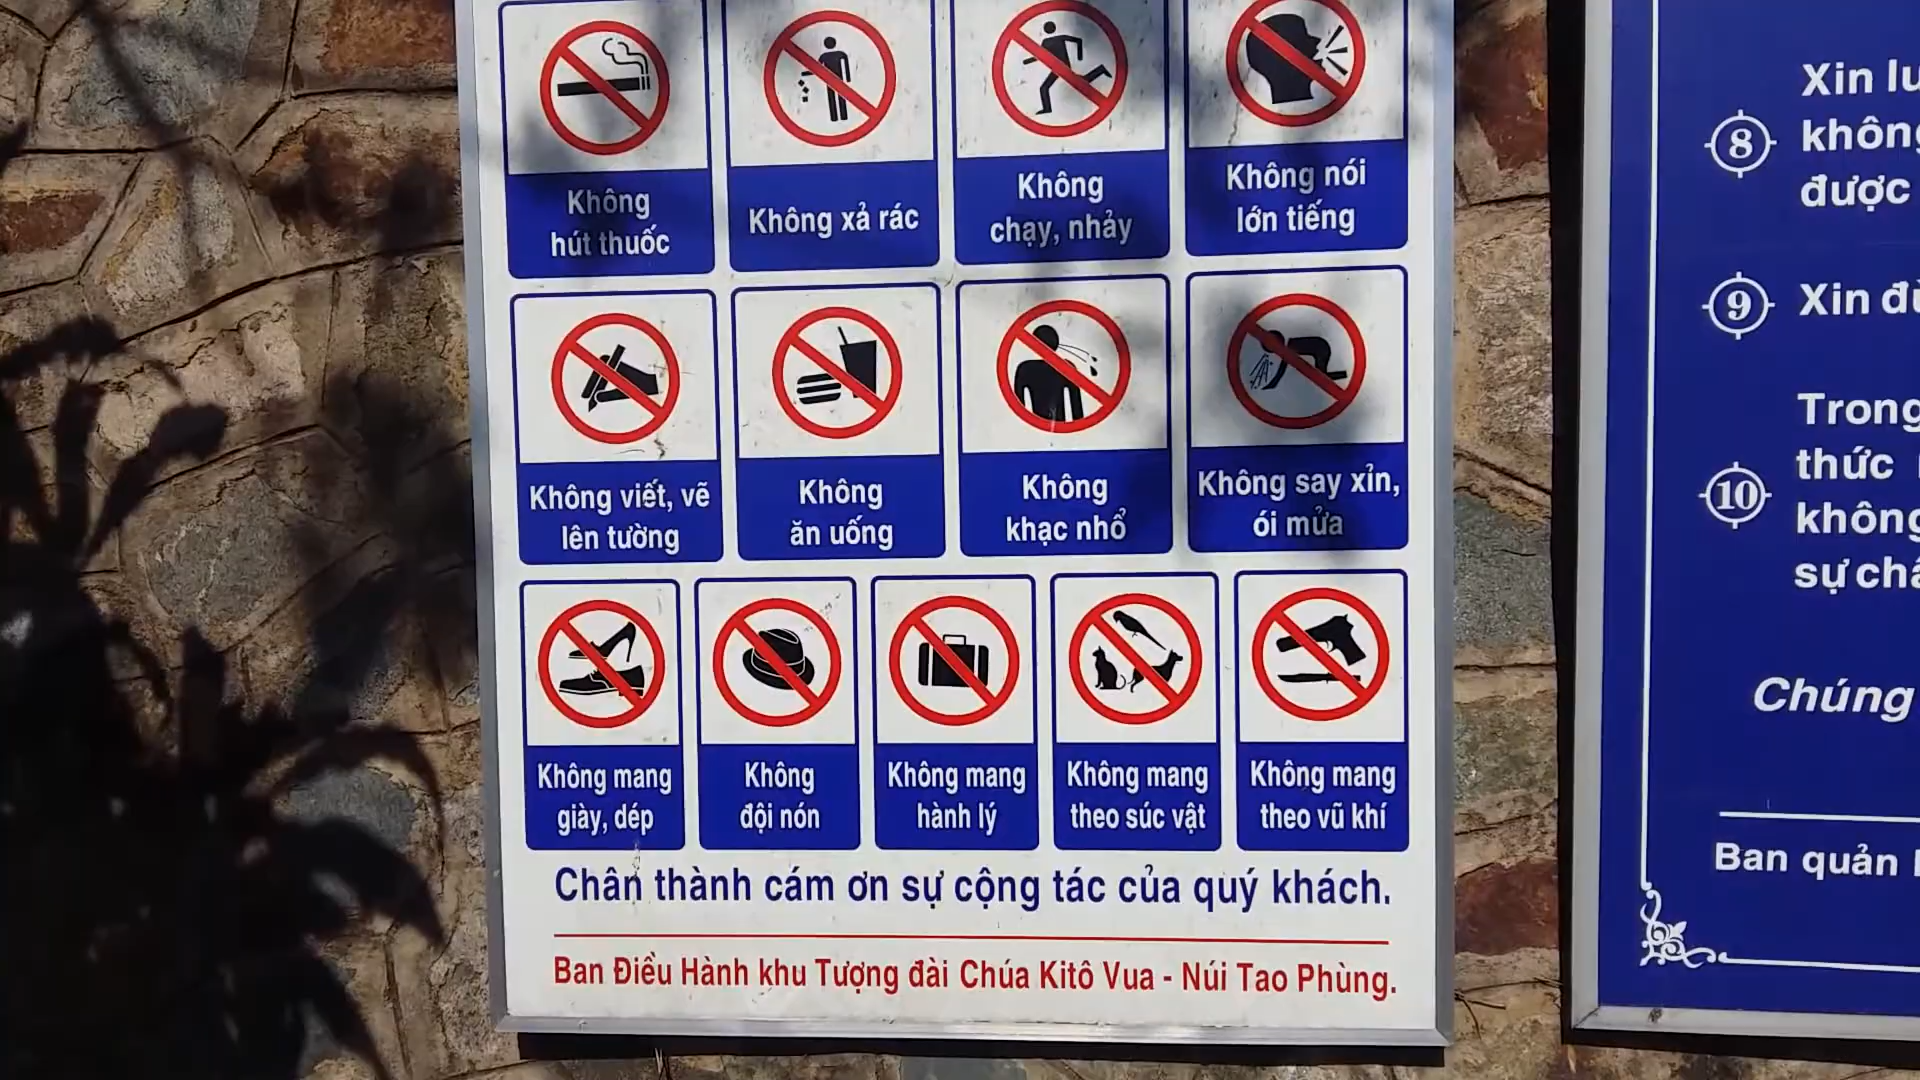 Không
hút thuốc
Không xả rác
Không
chạy, nhảy
Không nói
lớn tiếng
Không viết, vẽ
lên tường
Không
ăn uống
Không
khạc nhổ
Không say xỉn,
ói mửa
Không mang
giày, dép
Không
đội nón
Không mang
hành lý
Không mang
theo súc vật
Không mang
theo vũ khí
Chân thành cám ơn sự cộng tác của quý khách.
Ban Điều Hành khu Tượng đài Chúa Kitô Vua - Núi Tao Phùng.
8
Xin
không
được
9
Xin
10
Trong
thức
không
sự
Chúng
Ban quản